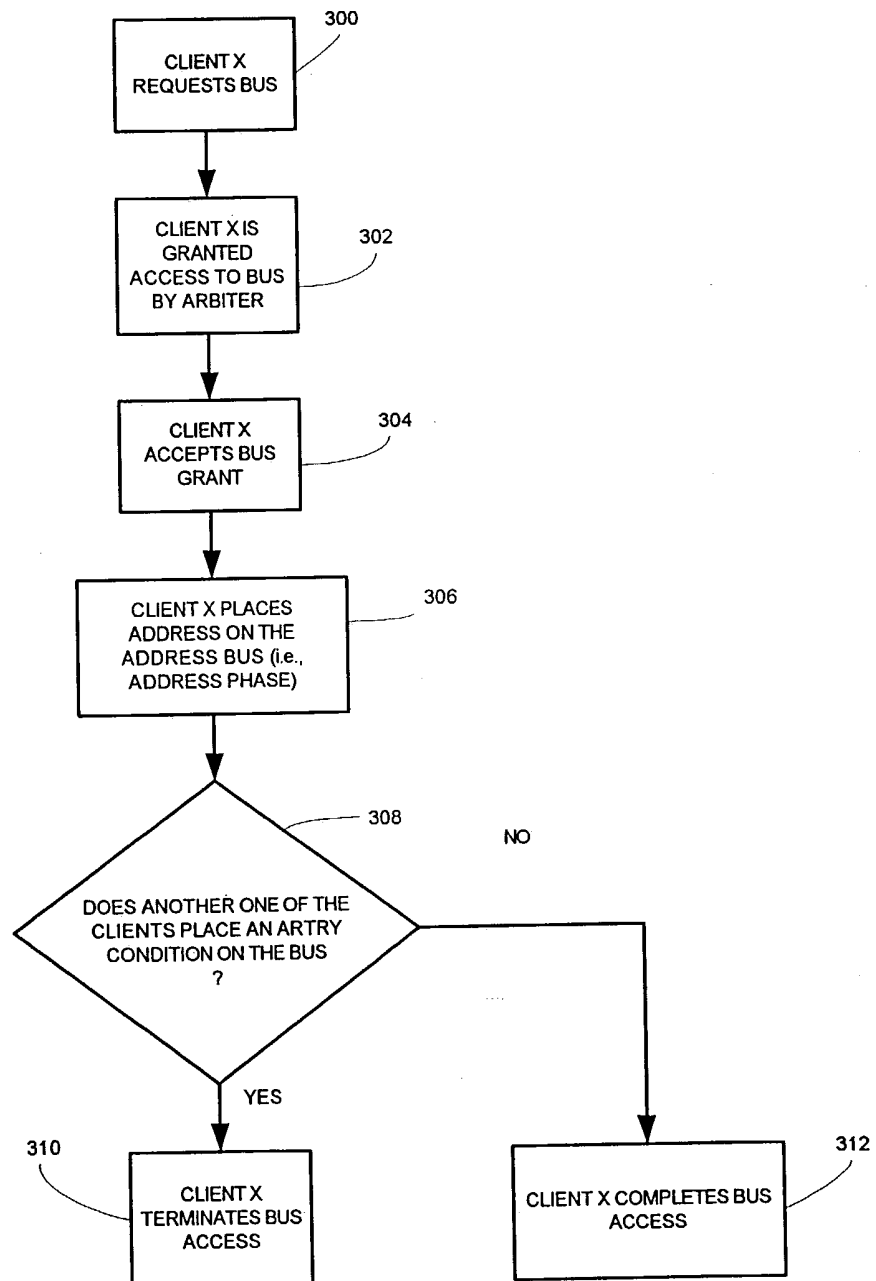 300
CLIENT X
REQUESTS BUS
CLIENT X IS
GRANTED
ACCESS TO BUS
BY ARBITER
302
CLIENT X
ACCEPTS BUS
GRANT
304
CLIENT X PLACES
ADDRESS ON THE
ADDRESS BUS (i.e.,
ADDRESS PHASE)
306
308
NO
DOES ANOTHER ONE OF THE
CLIENTS PLACE AN ARTRY
CONDITION ON THE BUS
?
YES
310
CLIENT X
TERMINATES BUS
ACCESS
312
CLIENT X COMPLETES BUS
ACCESS